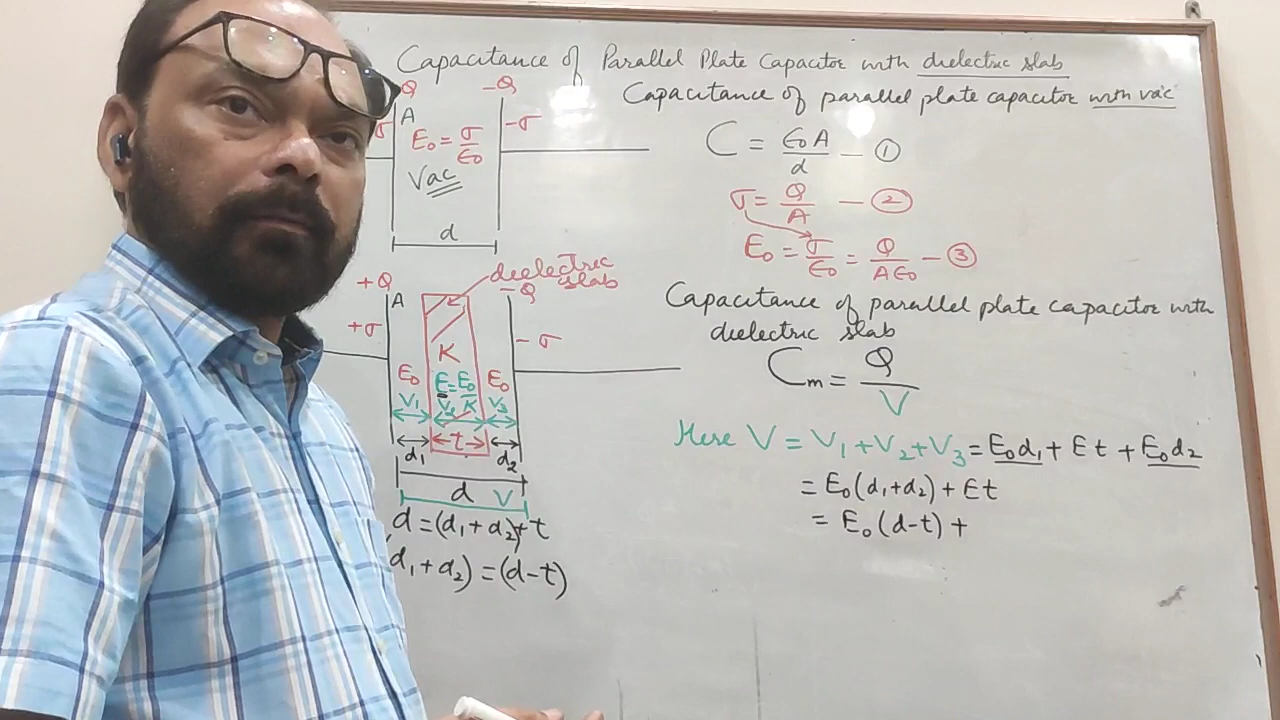 Capacitance of Parallel Plate Capacitor with dielectric slab
Q
-Q
A
σ
E₀ = σ/ε₀
-σ
Vac
d
Capacitance of parallel plate capacitor with vac
C = ε₀A/d — ①
σ = Q/A — ②
E₀ = σ/ε₀ = Q/Aε₀ — ③
dielectric slab
+Q
A
-Q
+σ
-σ
K
E₀
E = E₀/K
E₀
V₁
V₂
V₃
d₁
t
d₂
d
V
d = (d₁ + d₂) + t
d₁ + d₂) = (d-t)
Capacitance of parallel plate capacitor with
dielectric slab
Cₘ = Q/V
Here V = V₁ + V₂ + V₃ = E₀d₁ + Et + E₀d₂
= E₀(d₁+d₂) + Et
= E₀(d-t) +